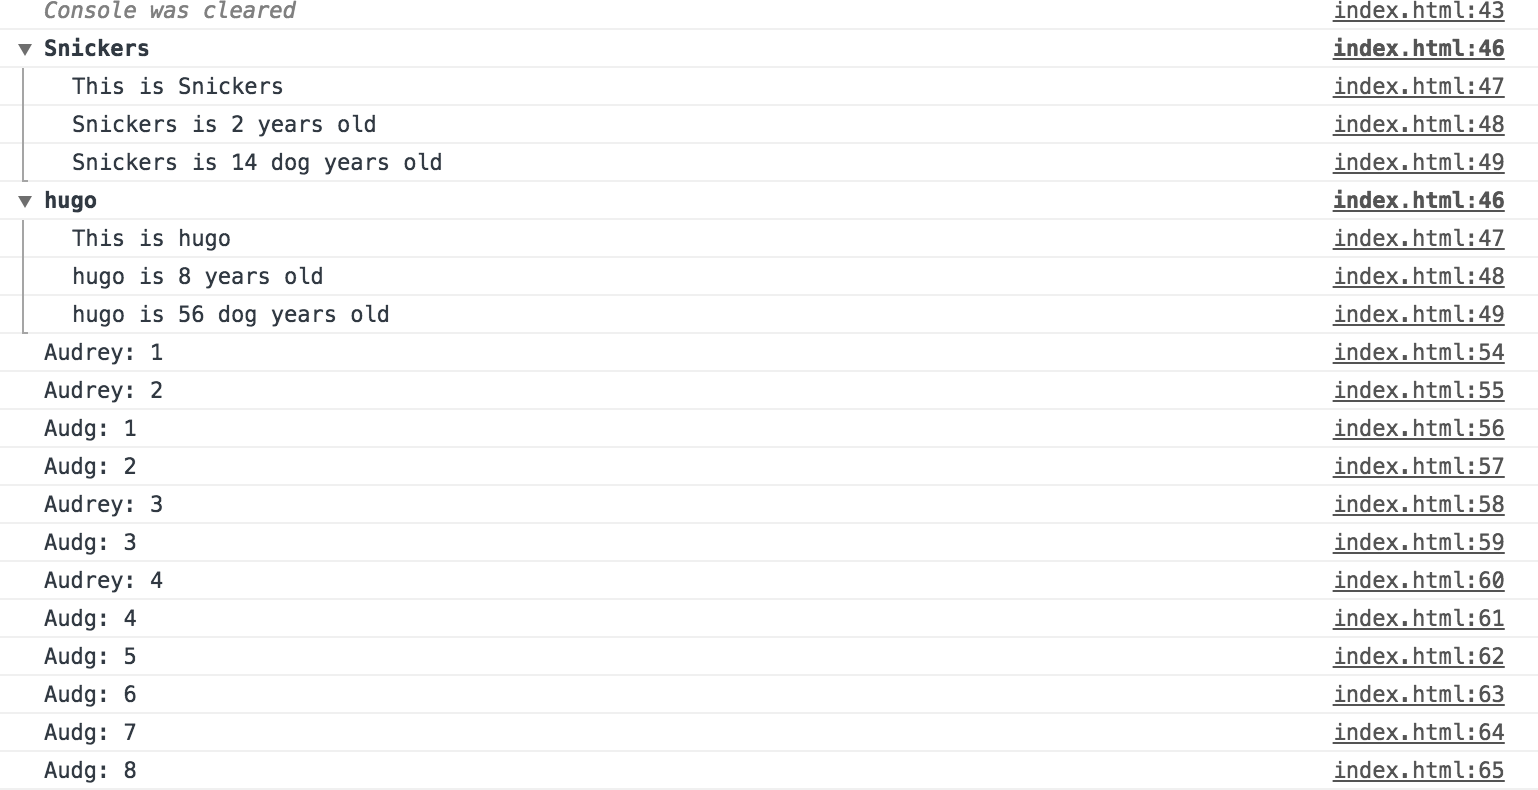 Console was cleared index.html:43
▼ Snickers index.html:46
This is Snickers index.html:47
Snickers is 2 years old index.html:48
Snickers is 14 dog years old index.html:49
▼ hugo index.html:46
This is hugo index.html:47
hugo is 8 years old index.html:48
hugo is 56 dog years old index.html:49
Audrey: 1 index.html:54
Audrey: 2 index.html:55
Audg: 1 index.html:56
Audg: 2 index.html:57
Audrey: 3 index.html:58
Audg: 3 index.html:59
Audrey: 4 index.html:60
Audg: 4 index.html:61
Audg: 5 index.html:62
Audg: 6 index.html:63
Audg: 7 index.html:64
Audg: 8 index.html:65